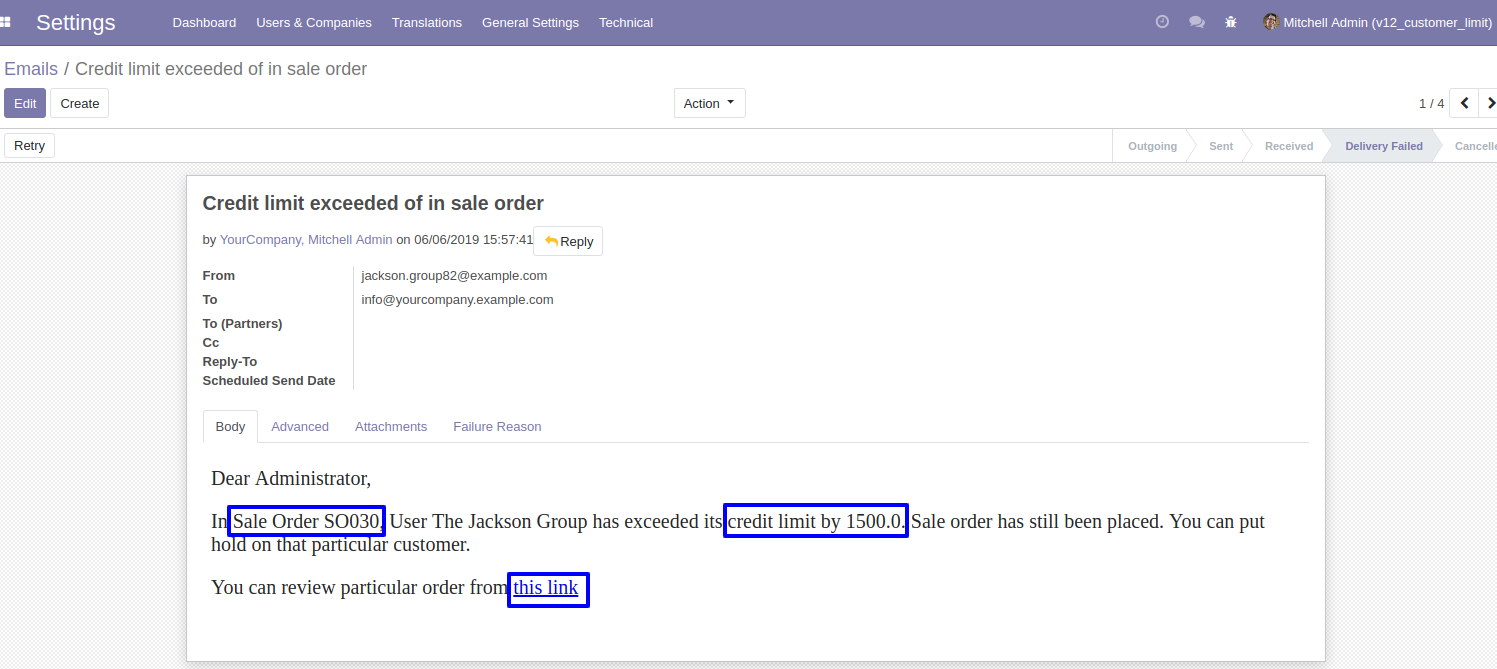 Settings Dashboard Users & Companies Translations General Settings Technical Mitchell Admin (v12_customer_limit)
Emails / Credit limit exceeded of in sale order
Edit Create Action 1 / 4
Retry Outgoing Sent Received Delivery Failed Cancelle
Credit limit exceeded of in sale order
by YourCompany, Mitchell Admin on 06/06/2019 15:57:41 Reply
From jackson.group82@example.com
To info@yourcompany.example.com
To (Partners)
Cc
Reply-To
Scheduled Send Date
Body Advanced Attachments Failure Reason
Dear Administrator,
In Sale Order SO030, User The Jackson Group has exceeded its credit limit by 1500.0. Sale order has still been placed. You can put
hold on that particular customer.
You can review particular order from this link